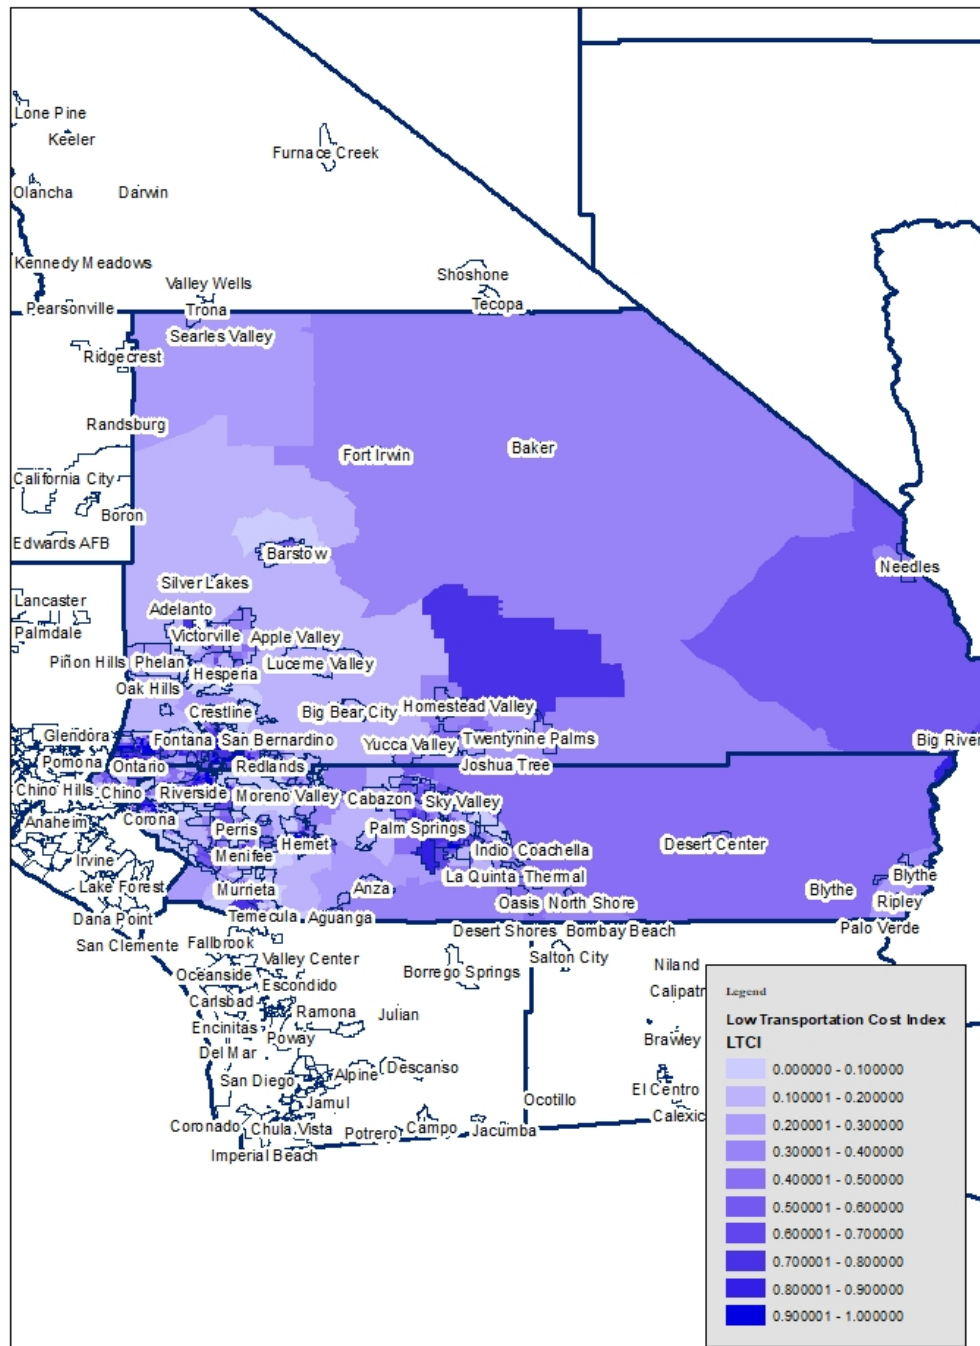 Lone Pine
Keeler
Furnace Creek
Olancha
Darwin
Kennedy Meadows
Shoshone
Valley Wells
Pearsonville
Trona
Tecopa
Searles Valley
Ridgecrest
Randsburg
Fort Irwin
Baker
California City
Boron
Edwards AFB
Barstow
Needles
Silver Lakes
Lancaster
Adelanto
Palmdale
Victorville
Apple Valley
Piñon Hills
Phelan
Lucerne Valley
Hesperia
Oak Hills
Crestline
Big Bear City
Homestead Valley
Glendora
Fontana
San Bernardino
Yucca Valley
Twentynine Palms
Big River
Pomona
Ontario
Redlands
Joshua Tree
Chino Hills
Chino
Riverside
Moreno Valley
Cabazon
Sky Valley
Anaheim
Corona
Perris
Palm Springs
Irvine
Menifee
Hemet
Indio
Coachella
Desert Center
Lake Forest
Murrieta
Anza
La Quinta
Thermal
Blythe
Blythe
Dana Point
Temecula
Aguanga
Oasis
North Shore
Ripley
San Clemente
Fallbrook
Desert Shores
Bombay Beach
Palo Verde
Valley Center
Salton City
Oceanside
Escondido
Borrego Springs
Niland
Carlsbad
Ramona
Julian
Calipatr
Encinitas
Poway
Brawley
Del Mar
San Diego
Alpine
Descanso
El Centro
Jamul
Ocotillo
Coronado
Chula Vista
Potrero
Campo
Jacumba
Calexic
Imperial Beach
Legend
Low Transportation Cost Index
LTCI
0.000000 - 0.100000
0.100001 - 0.200000
0.200001 - 0.300000
0.300001 - 0.400000
0.400001 - 0.500000
0.500001 - 0.600000
0.600001 - 0.700000
0.700001 - 0.800000
0.800001 - 0.900000
0.900001 - 1.000000